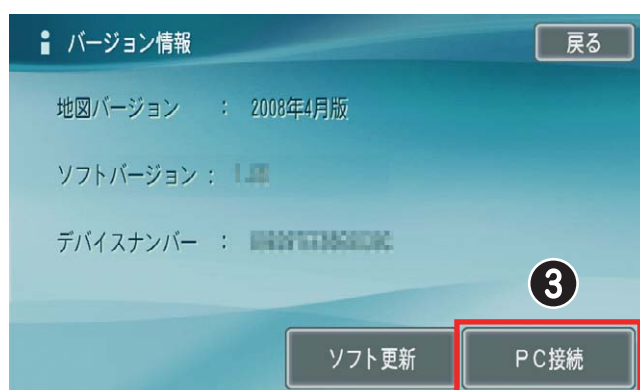 バージョン情報
戻る
地図バージョン : 2008年4月版
ソフトバージョン :
デバイスナンバー :
3
ソフト更新
PC接続